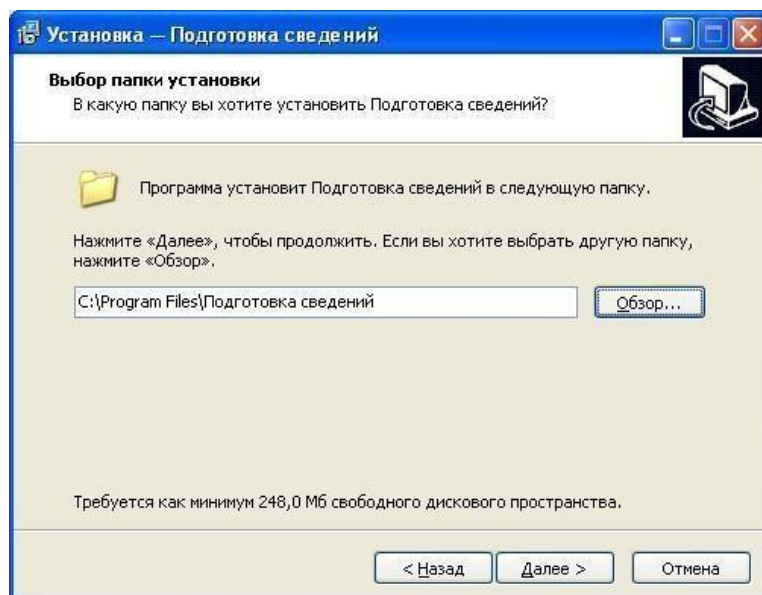 Установка — Подготовка сведений
Выбор папки установки
В какую папку вы хотите установить Подготовка сведений?
Программа установит Подготовка сведений в следующую папку.
Нажмите «Далее», чтобы продолжить. Если вы хотите выбрать другую папку,
нажмите «Обзор».
C:\Program Files\Подготовка сведений
Обзор...
Требуется как минимум 248,0 Мб свободного дискового пространства.
< Назад
Далее >
Отмена